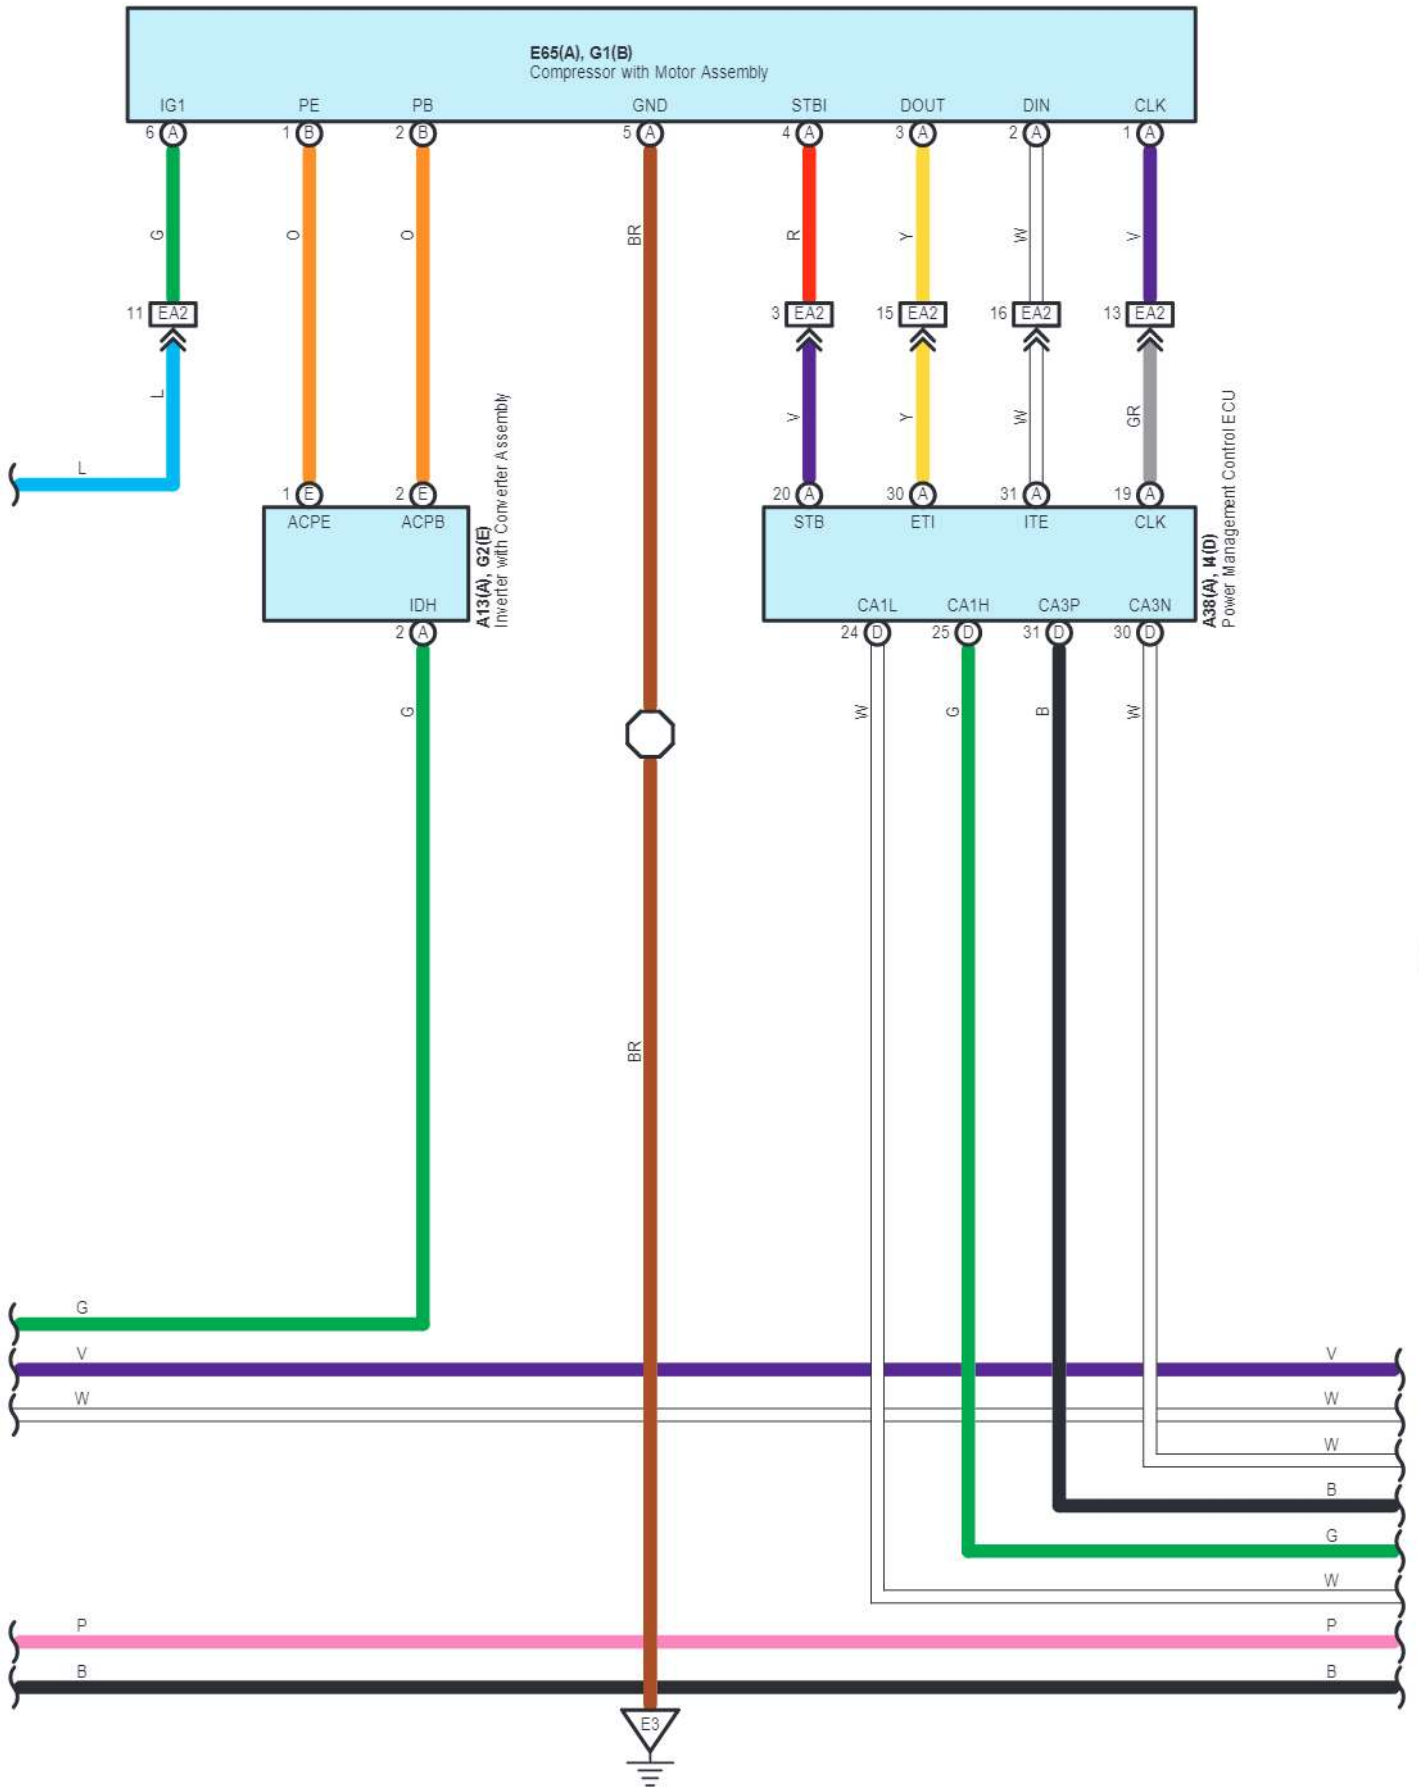 E65(A), G1(B)
Compressor with Motor Assembly
IG1 PE PB GND STBI DOUT DIN CLK
6 A 1 B 2 B 5 A 4 A 3 A 2 A 1 A
G O O BR R Y W V
11 EA2 3 EA2 15 EA2 16 EA2 13 EA2
L V Y W GR
L
1 E 2 E 20 A 30 A 31 A 19 A
ACPE ACPB STB ETI ITE CLK
A13(A), G2(E)
Inverter with Converter Assembly
A38(A), I4(D)
Power Management Control ECU
IDH CA1L CA1H CA3P CA3N
2 A 24 D 25 D 31 D 30 D
G W G B W
BR
G
V V
W W
W
B
G
W
P P
B B
E3